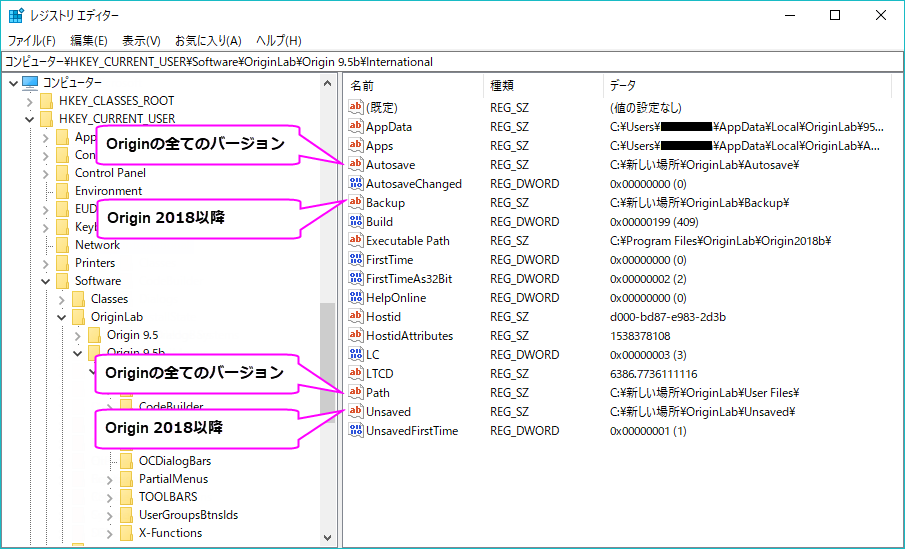 レジストリ エディター
ファイル(F) 編集(E) 表示(V) お気に入り(A) ヘルプ(H)
コンピューター¥HKEY_CURRENT_USER¥Software¥OriginLab¥Origin 9.5b¥International
コンピューター
HKEY_CLASSES_ROOT
HKEY_CURRENT_USER
App
Originの全てのバージョン
Con
Control Panel
Environment
EUD
Origin 2018以降
Keyb
Network
Printers
Software
Classes
OriginLab
Origin 9.5
Origin 9.5b
Originの全てのバージョン
CodeBuilder
Origin 2018以降
OCDialogBars
PartialMenus
TOOLBARS
UserGroupsBtnsIds
X-Functions
名前 種類 データ
(既定) REG_SZ (値の設定なし)
AppData REG_SZ C:¥Users¥ ¥AppData¥Local¥OriginLab¥95...
Apps REG_SZ C:¥Users¥ ¥AppData¥Local¥OriginLab¥A...
Autosave REG_SZ C:¥新しい場所¥OriginLab¥Autosave¥
AutosaveChanged REG_DWORD 0x00000000 (0)
Backup REG_SZ C:¥新しい場所¥OriginLab¥Backup¥
Build REG_DWORD 0x00000199 (409)
Executable Path REG_SZ C:¥Program Files¥OriginLab¥Origin2018b¥
FirstTime REG_DWORD 0x00000000 (0)
FirstTimeAs32Bit REG_DWORD 0x00000002 (2)
HelpOnline REG_DWORD 0x00000000 (0)
Hostid REG_SZ d000-bd87-e983-2d3b
HostidAttributes REG_SZ 1538378108
LC REG_DWORD 0x00000003 (3)
LTCD REG_SZ 6386.7736111116
Path REG_SZ C:¥新しい場所¥OriginLab¥User Files¥
Unsaved REG_SZ C:¥新しい場所¥OriginLab¥Unsaved¥
UnsavedFirstTime REG_DWORD 0x00000001 (1)